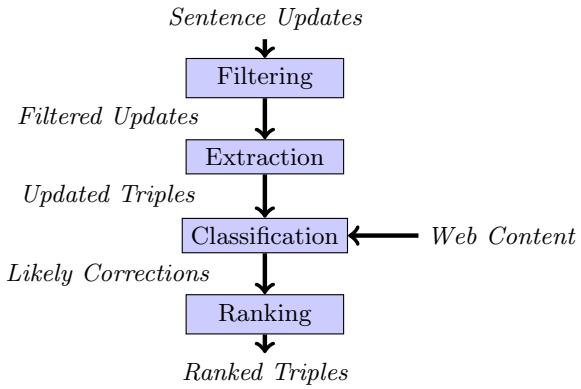 Sentence Updates
Filtering
Filtered Updates
Extraction
Updated Triples
Classification
Web Content
Likely Corrections
Ranking
Ranked Triples